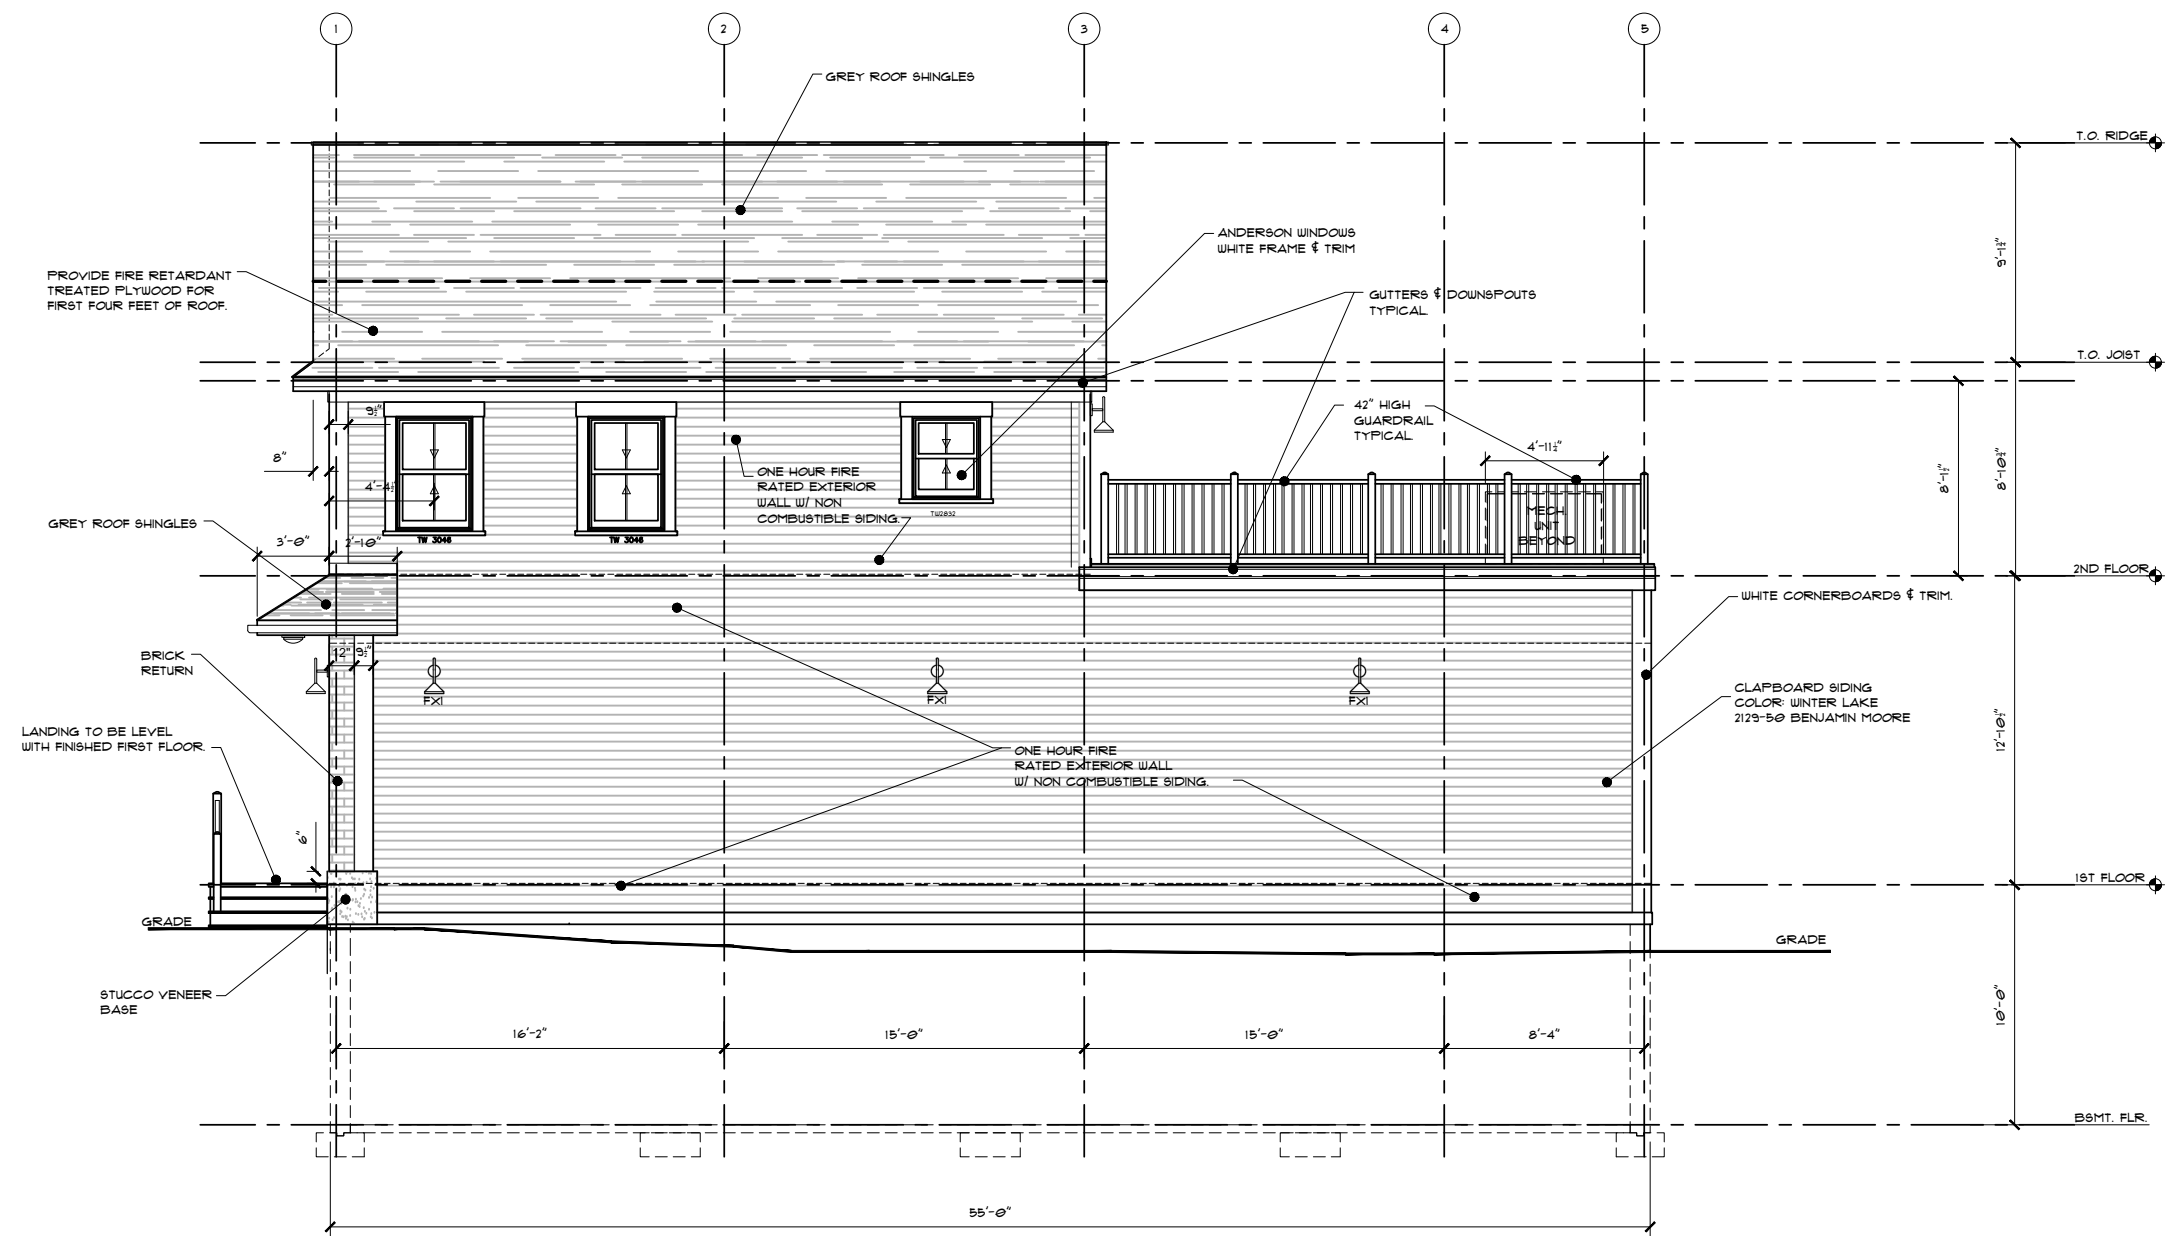 1
2
3
4
5
GREY ROOF SHINGLES
T.O. RIDGE
ANDERSON WINDOWS
WHITE FRAME & TRIM
9'-1¾"
PROVIDE FIRE RETARDANT
TREATED PLYWOOD FOR
FIRST FOUR FEET OF ROOF.
GUTTERS & DOWNSPOUTS
TYPICAL
T.O. JOIST
9½"
42" HIGH
GUARDRAIL
TYPICAL
4'-11½"
8"
4'-4½"
ONE HOUR FIRE
RATED EXTERIOR
WALL W/ NON
COMBUSTIBLE SIDING.
8'-1½"
8'-10¾"
TW2832
MECH.
UNIT
BEYOND
GREY ROOF SHINGLES
TW 3046
TW 3046
3'-0"
2'-10"
2ND FLOOR
WHITE CORNERBOARDS & TRIM.
BRICK
RETURN
12"
9½"
FX1
FX1
FX1
CLAPBOARD SIDING
COLOR: WINTER LAKE
2129-50 BENJAMIN MOORE
LANDING TO BE LEVEL
WITH FINISHED FIRST FLOOR.
12'-10½"
ONE HOUR FIRE
RATED EXTERIOR WALL
W/ NON COMBUSTIBLE SIDING.
6"
1ST FLOOR
GRADE
GRADE
STUCCO VENEER
BASE
10'-0"
16'-2"
15'-0"
15'-0"
8'-4"
BSMT. FLR.
55'-0"